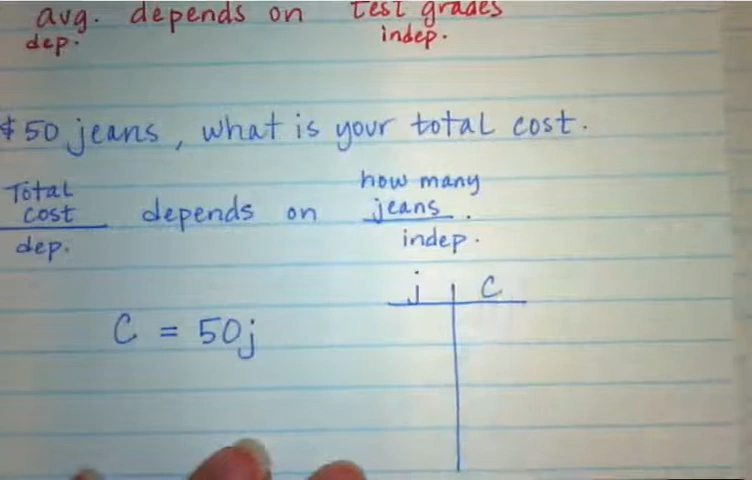 avg. depends on test grades
dep. indep.
$50 jeans, what is your total cost.
Total cost depends on how many jeans.
dep. indep.
j c
C = 50j